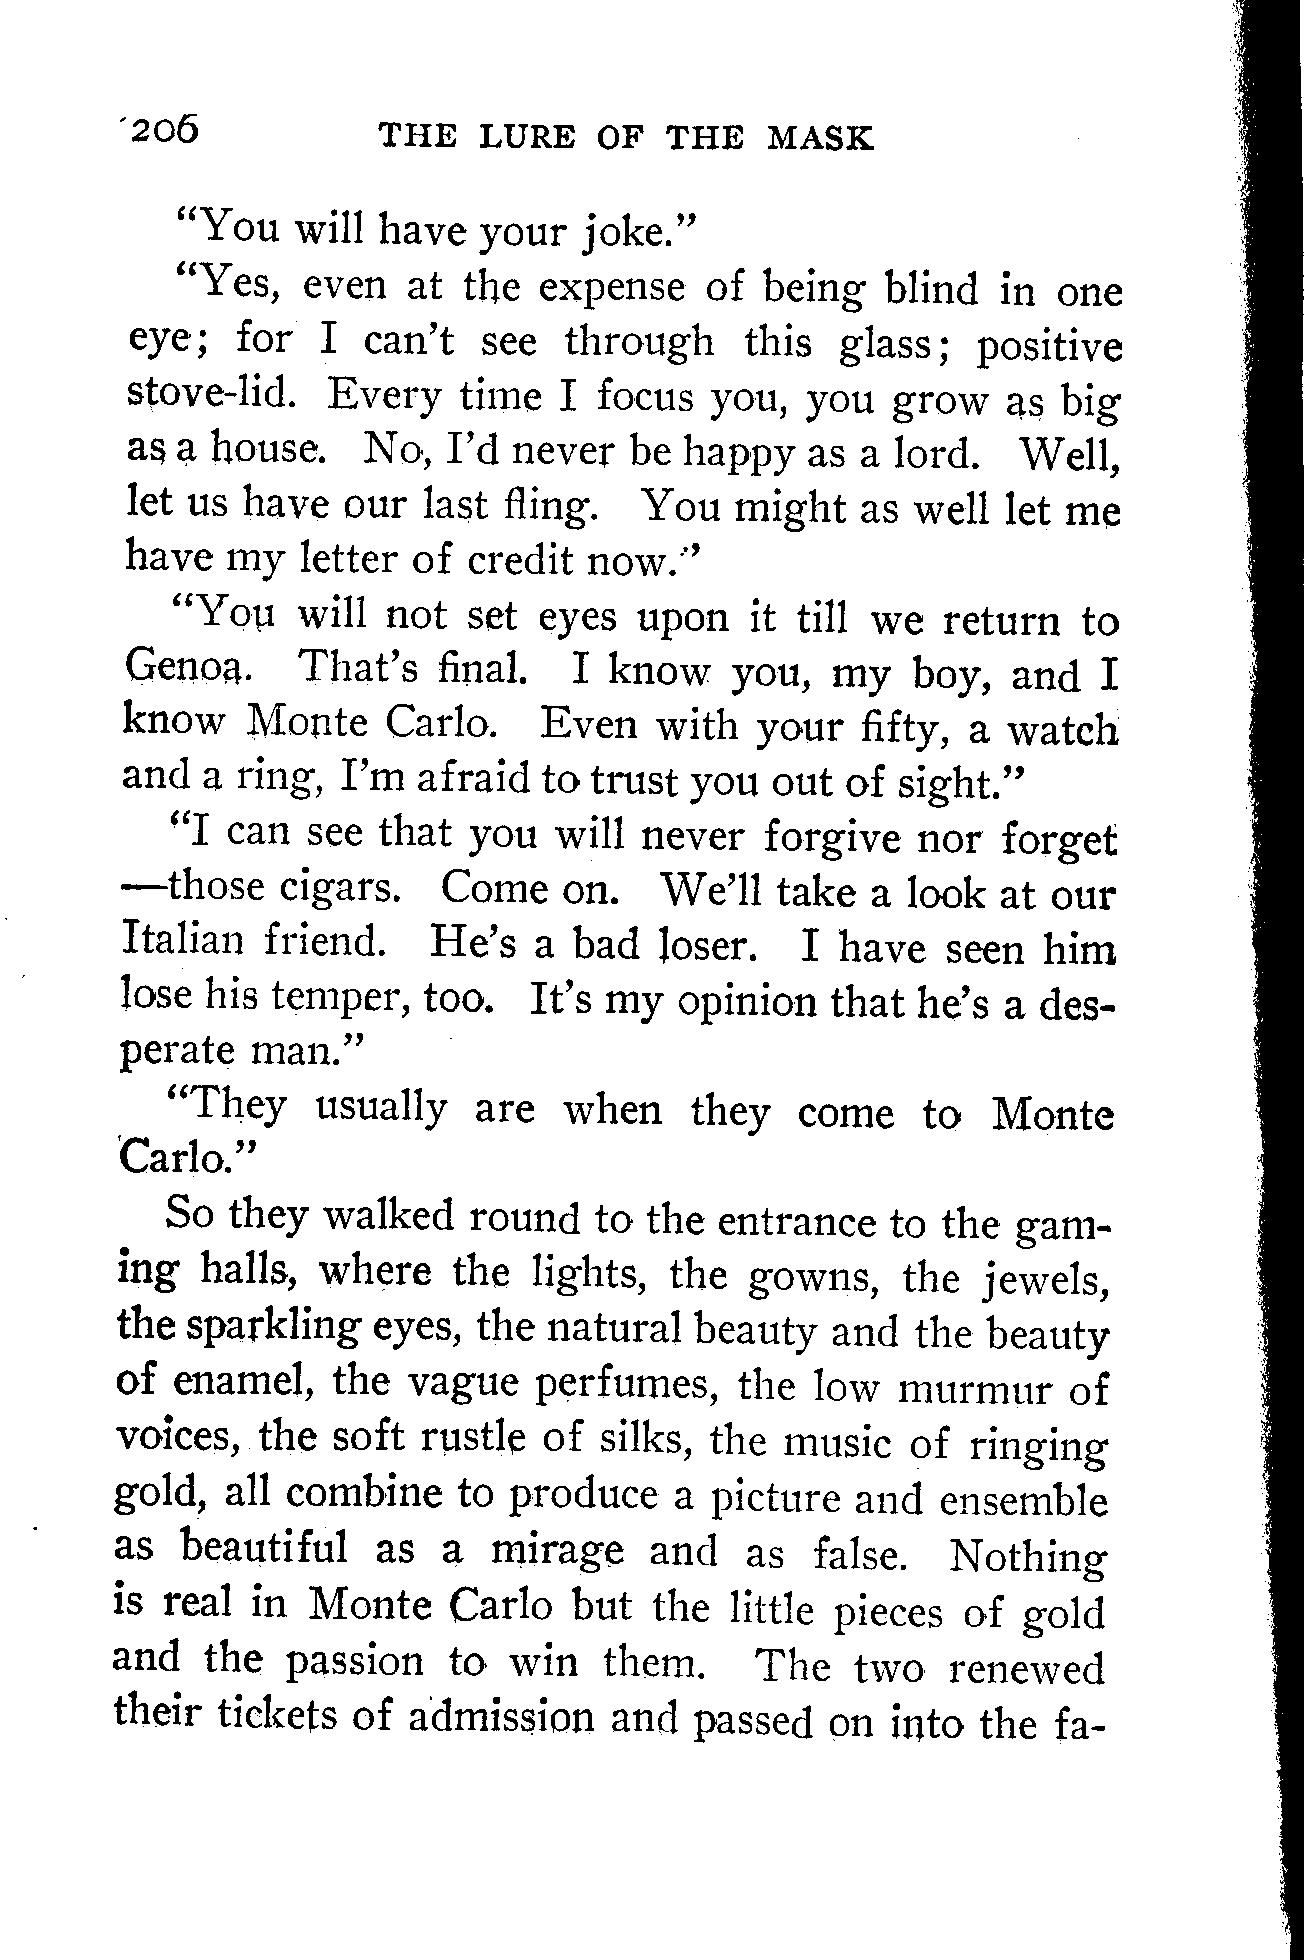 206 THE LURE OF THE MASK
“You will have your joke.”
“Yes, even at the expense of being blind in one
eye; for I can’t see through this glass; positive
stove-lid. Every time I focus you, you grow as big
as a house. No, I’d never be happy as a lord. Well,
let us have our last fling. You might as well let me
have my letter of credit now.”
“You will not set eyes upon it till we return to
Genoa. That’s final. I know you, my boy, and I
know Monte Carlo. Even with your fifty, a watch
and a ring, I’m afraid to trust you out of sight.”
“I can see that you will never forgive nor forget
—those cigars. Come on. We’ll take a look at our
Italian friend. He’s a bad loser. I have seen him
lose his temper, too. It’s my opinion that he’s a des-
perate man.”
“They usually are when they come to Monte
Carlo.”
So they walked round to the entrance to the gam-
ing halls, where the lights, the gowns, the jewels,
the sparkling eyes, the natural beauty and the beauty
of enamel, the vague perfumes, the low murmur of
voices, the soft rustle of silks, the music of ringing
gold, all combine to produce a picture and ensemble
as beautiful as a mirage and as false. Nothing
is real in Monte Carlo but the little pieces of gold
and the passion to win them. The two renewed
their tickets of admission and passed on into the fa-